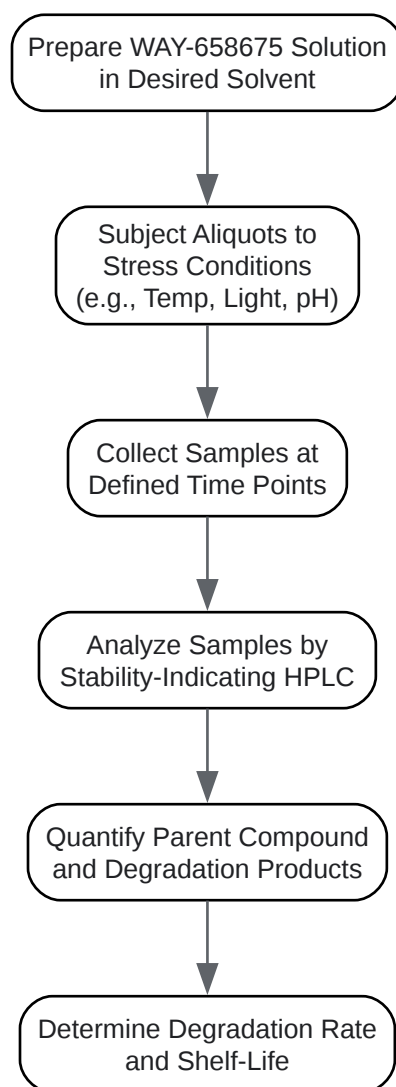 Prepare WAY-658675 Solution
in Desired Solvent
Subject Aliquots to
Stress Conditions
(e.g., Temp, Light, pH)
Collect Samples at
Defined Time Points
Analyze Samples by
Stability-Indicating HPLC
Quantify Parent Compound
and Degradation Products
Determine Degradation Rate
and Shelf-Life